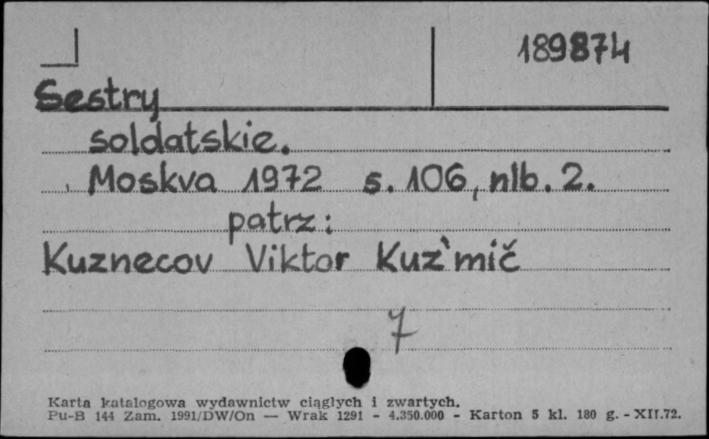 189874
Sestry
soldatskie.
Moskva 1972 s. 106, nlb. 2.
patrz:
Kuznecov Viktor Kuz'mič
7
Karta katalogowa wydawnictw ciągłych i zwartych.
Pu-B 144 Zam. 1991/DW/On — Wrak 1291 - 4.350.000 - Karton 5 kl. 180 g. - XII.72.